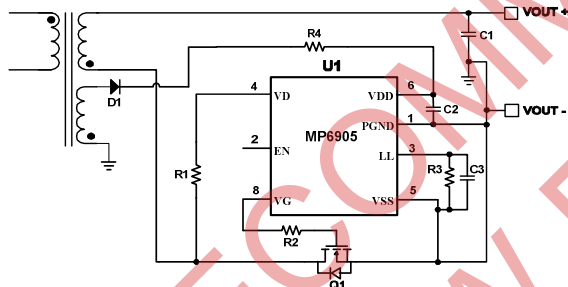 VOUT +
C1
R4
U1
D1
4 VD
VDD 6
C2
PGND 1
VOUT -
MP6905
2 EN
LL 3
R1
R3
C3
8 VG
VSS 5
R2
Q1